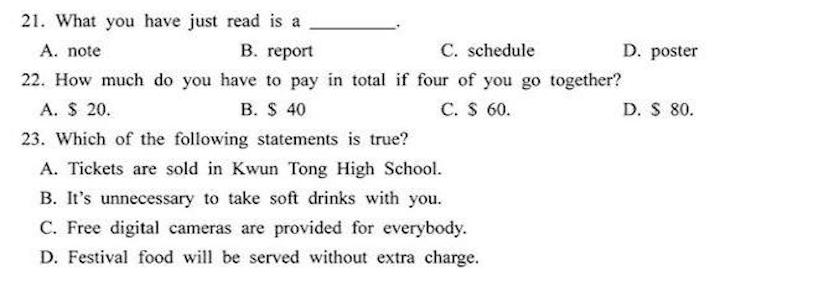 21. What you have just read is a ________.
A. note B. report C. schedule D. poster
22. How much do you have to pay in total if four of you go together?
A. $ 20. B. $ 40 C. $ 60. D. $ 80.
23. Which of the following statements is true?
A. Tickets are sold in Kwun Tong High School.
B. It's unnecessary to take soft drinks with you.
C. Free digital cameras are provided for everybody.
D. Festival food will be served without extra charge.